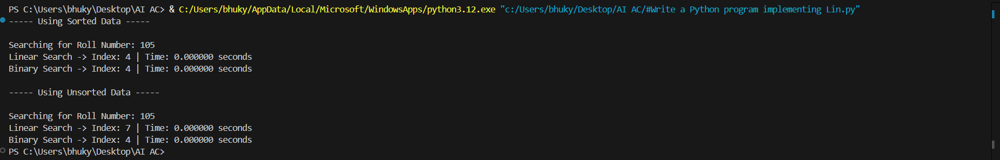 PS C:\Users\bhuky\Desktop\AI AC> & C:/Users/bhuky/AppData/Local/Microsoft/WindowsApps/python3.12.exe "c:/Users/bhuky/Desktop/AI AC/#Write a Python program implementing Lin.py"
----- Using Sorted Data -----
Searching for Roll Number: 105
Linear Search -> Index: 4 | Time: 0.000000 seconds
Binary Search -> Index: 4 | Time: 0.000000 seconds
----- Using Unsorted Data -----
Searching for Roll Number: 105
Linear Search -> Index: 7 | Time: 0.000000 seconds
Binary Search -> Index: 4 | Time: 0.000000 seconds
PS C:\Users\bhuky\Desktop\AI AC>